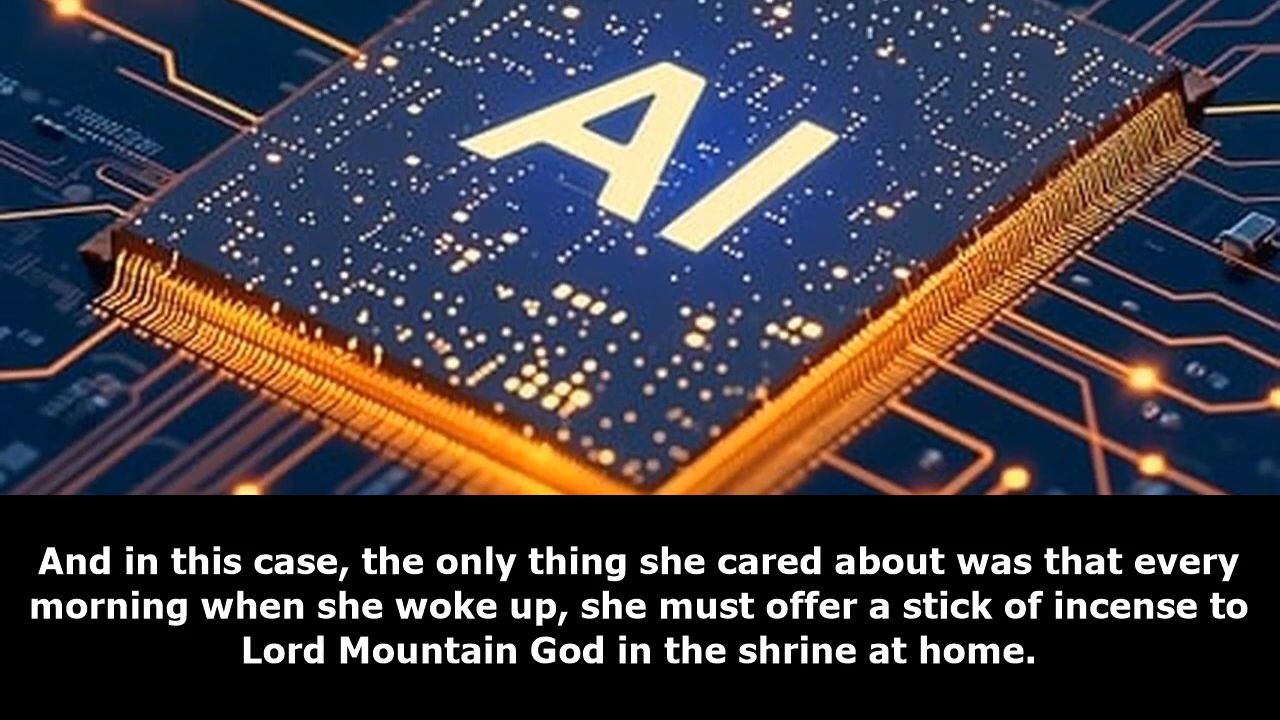 AI
And in this case, the only thing she cared about was that every
morning when she woke up, she must offer a stick of incense to
Lord Mountain God in the shrine at home.